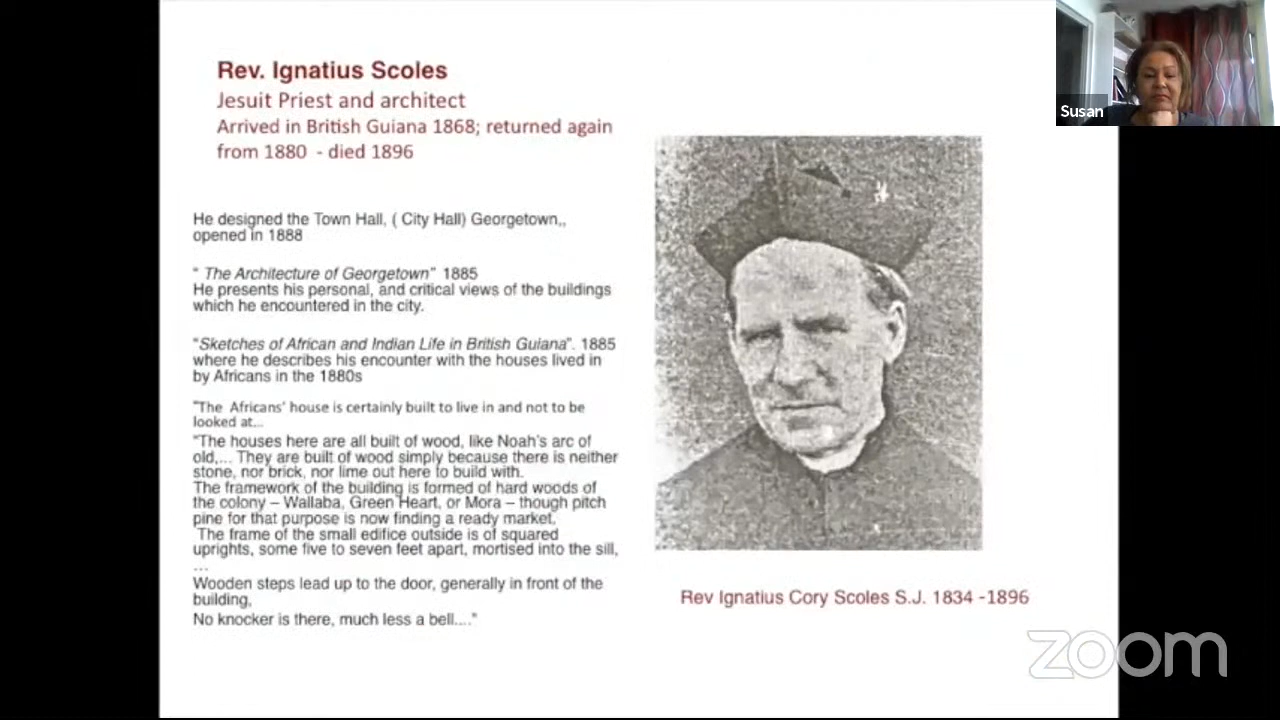 Rev. Ignatius Scoles
Jesuit Priest and architect
Arrived in British Guiana 1868; returned again
from 1880 - died 1896
He designed the Town Hall, ( City Hall) Georgetown,,
opened in 1888
" The Architecture of Georgetown" 1885
He presents his personal, and critical views of the buildings
which he encountered in the city.
"Sketches of African and Indian Life in British Guiana". 1885
where he describes his encounter with the houses lived in
by Africans in the 1880s
"The Africans' house is certainly built to live in and not to be
looked at...
"The houses here are all built of wood, like Noah's arc of
old,... They are built of wood simply because there is neither
stone, nor brick, nor lime out here to build with.
The framework of the building is formed of hard woods of
the colony – Wallaba, Green Heart, or Mora – though pitch
pine for that purpose is now finding a ready market.
The frame of the small edifice outside is of squared
uprights, some five to seven feet apart, mortised into the sill,
...
Wooden steps lead up to the door, generally in front of the
building.
No knocker is there, much less a bell...."
Rev Ignatius Cory Scoles S.J. 1834 -1896
Susan
zoom